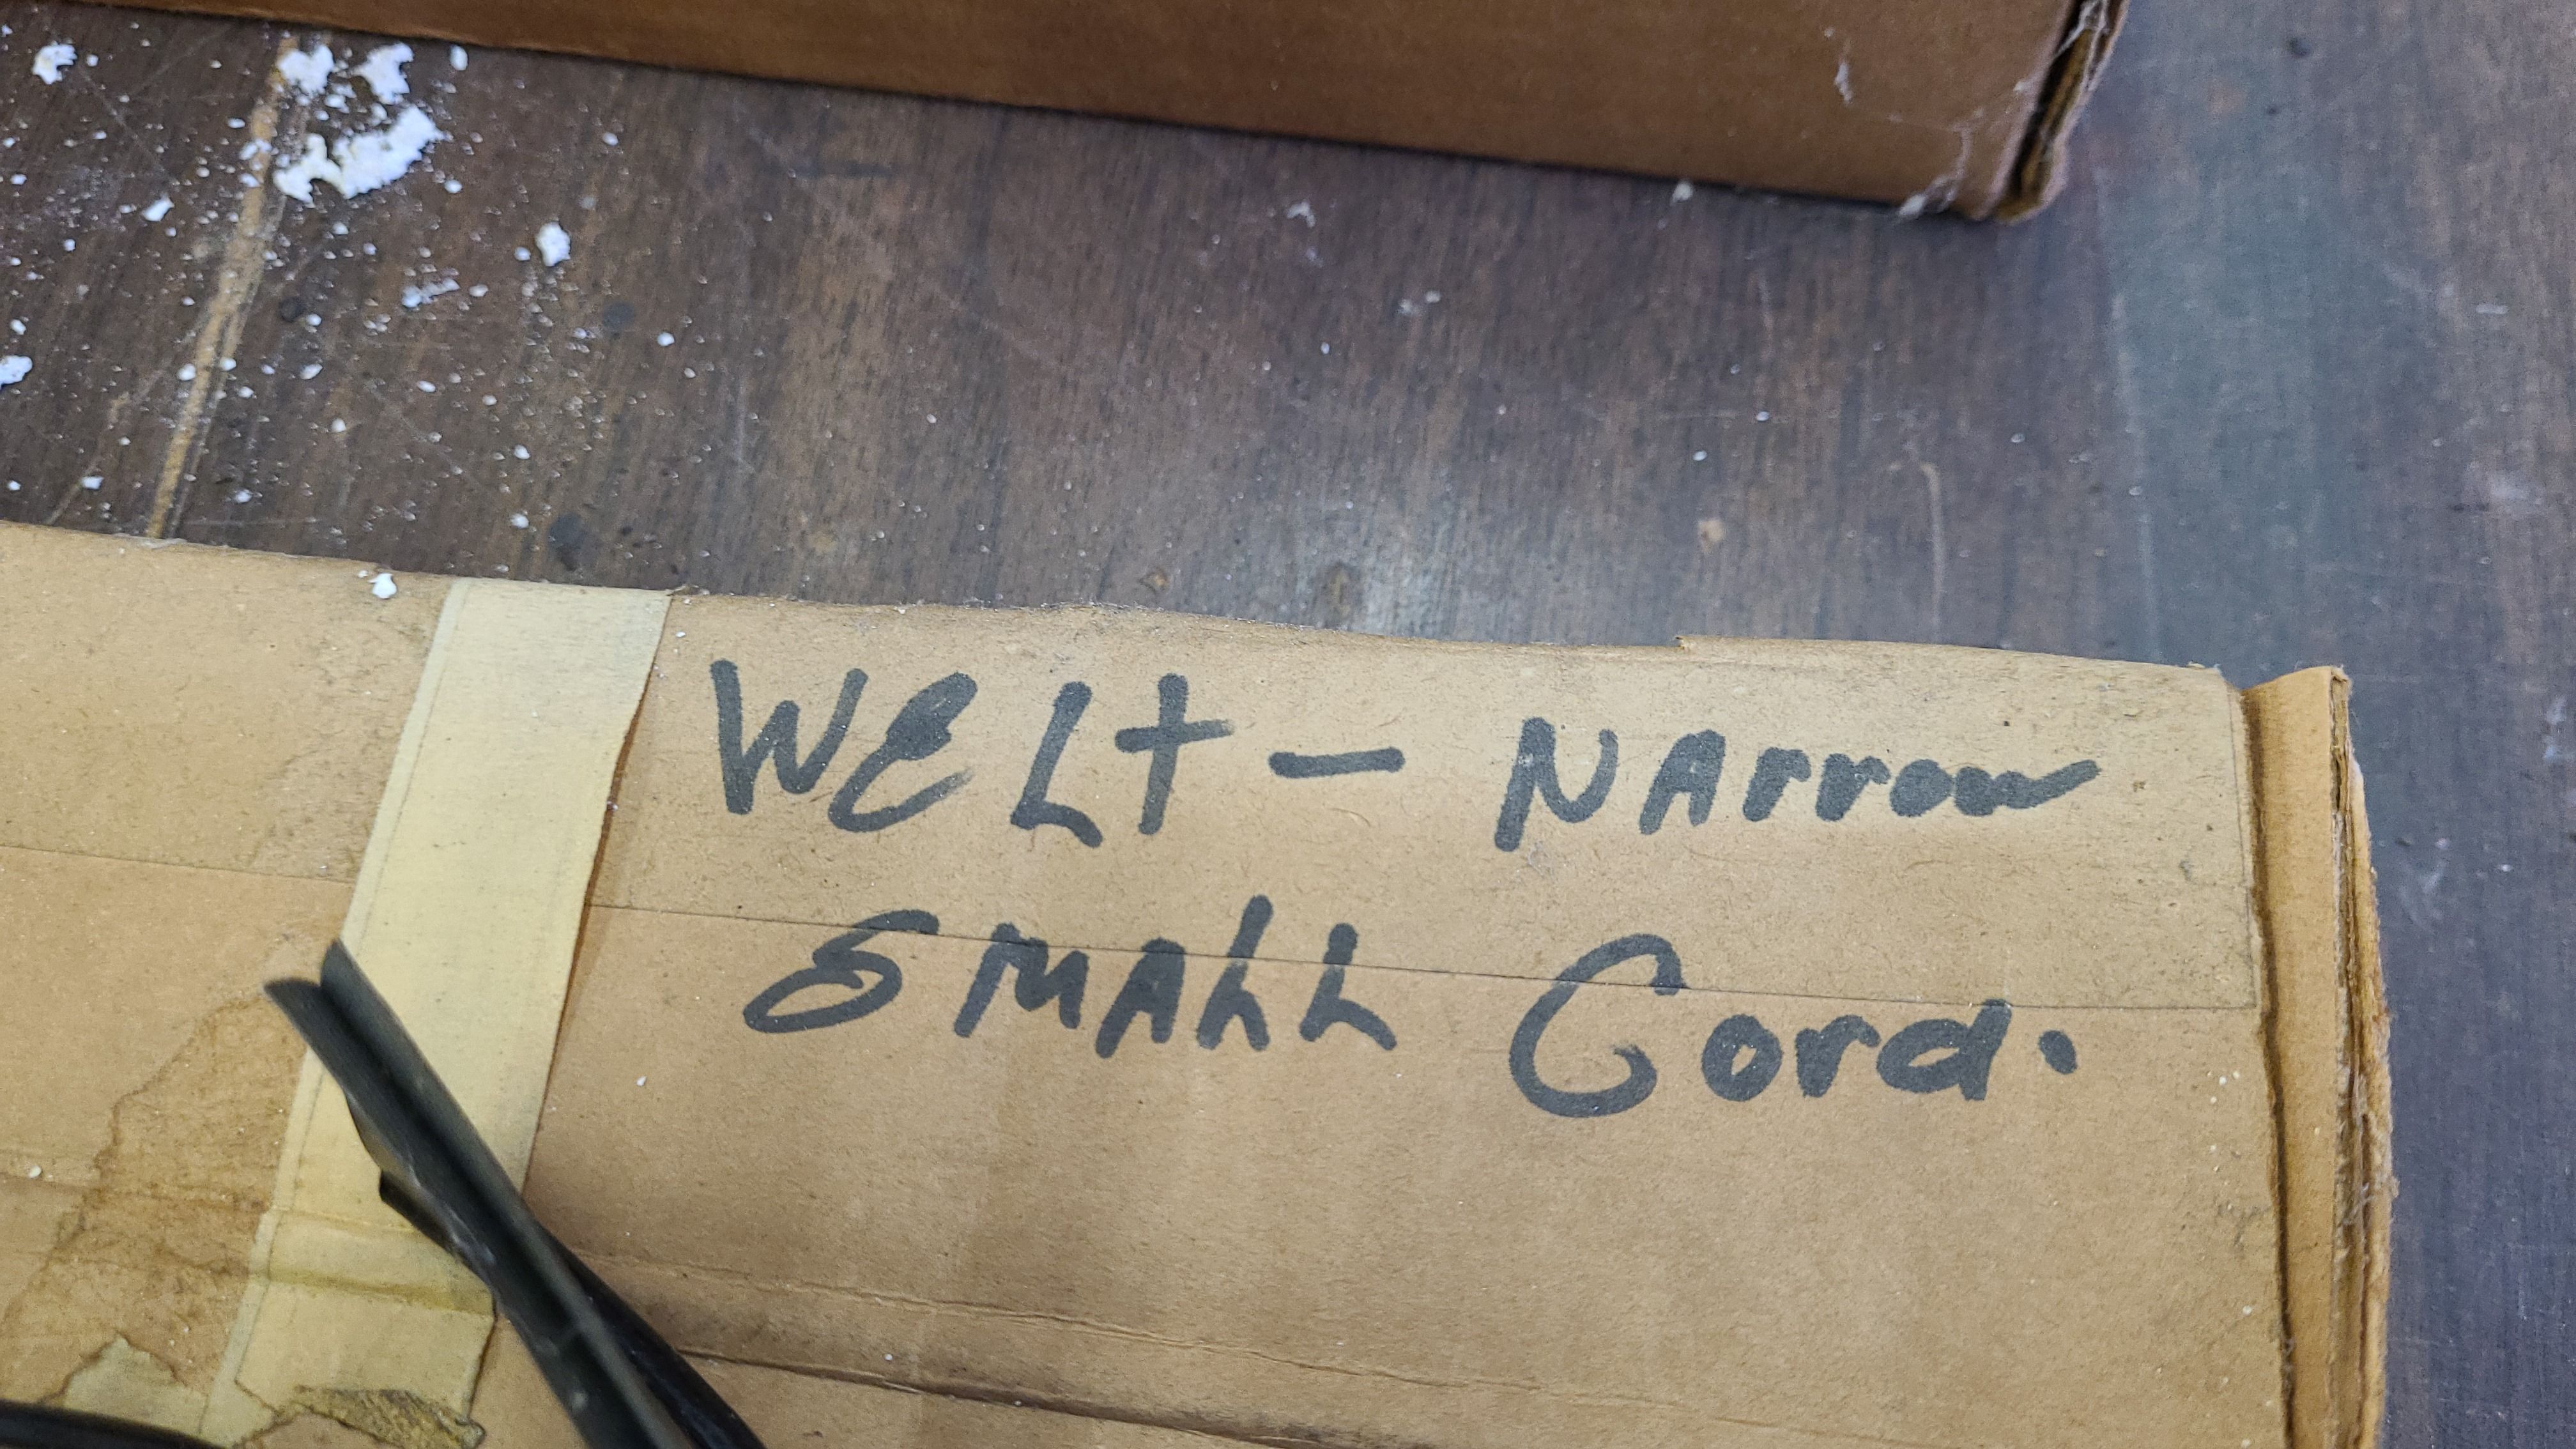 WELt - NArrow
SMALL Cord.